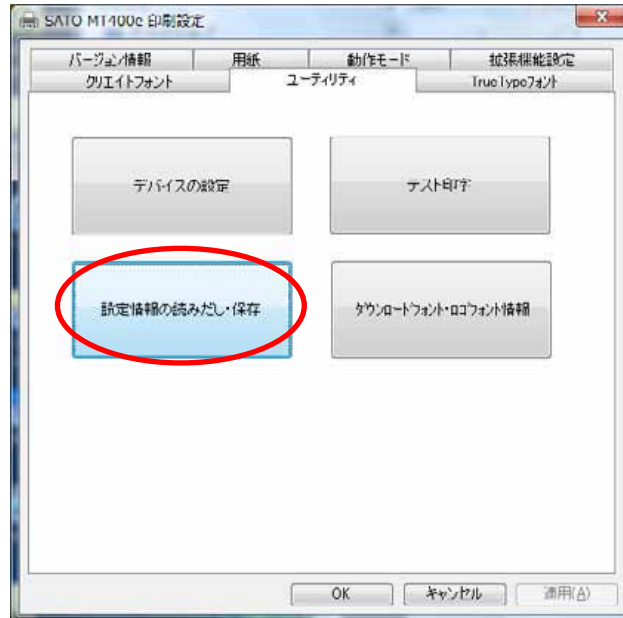 SATO MT400e 印刷設定
バージョン情報 用紙 動作モード 拡張機能設定
クリエイトフォント ユーティリティ TrueTypeフォント
デバイスの設定 テスト印字
設定情報の読みだし・保存 ダウンロードフォント・ロゴフォント情報
OK キャンセル 適用(A)